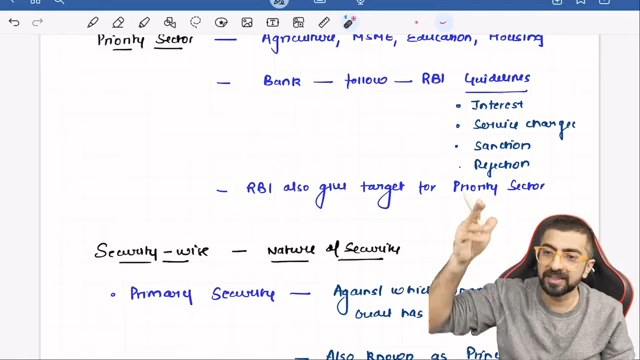 Priority Sector — Agriculture, MSME, Education, Housing
— Bank — follow — RBI Guidelines
• Interest
• Service charges
• Sanction
• Rejection
— RBI also give target for Priority Sector
Security-wise — Nature of Security
• Primary Security — Against which
has
— Also known as